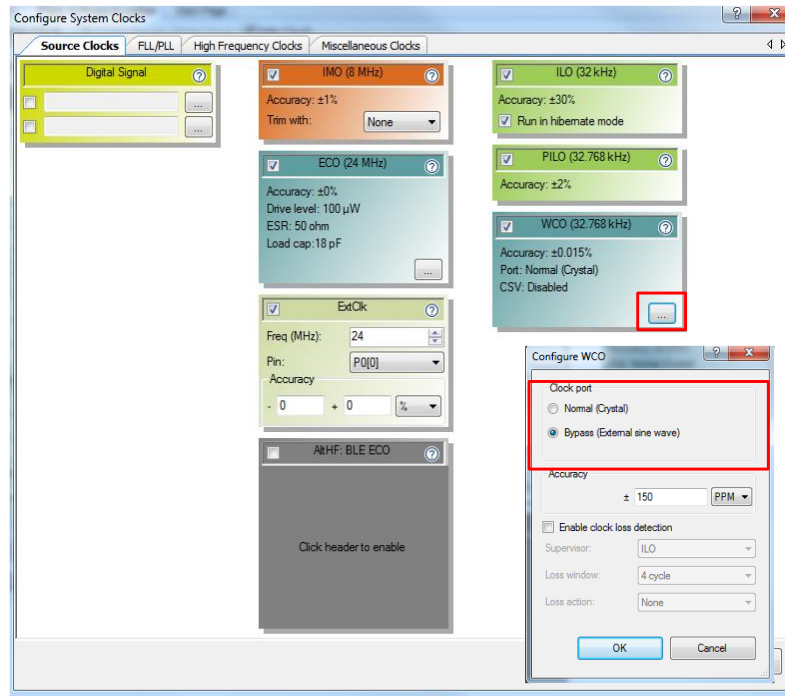 Configure System Clocks
Source Clocks FLL/PLL High Frequency Clocks Miscellaneous Clocks
Digital Signal
...
...
IMO (8 MHz)
Accuracy: ±1%
Trim with: None
ECO (24 MHz)
Accuracy: ±0%
Drive level: 100 µW
ESR: 50 ohm
Load cap:18 pF
...
ExtClk
Freq (MHz): 24
Pin: P0[0]
Accuracy
- 0 + 0 %
AltHF: BLE ECO
Click header to enable
ILO (32 kHz)
Accuracy: ±30%
Run in hibernate mode
PILO (32.768 kHz)
Accuracy: ±2%
WCO (32.768 kHz)
Accuracy: ±0.015%
Port: Normal (Crystal)
CSV: Disabled
...
Configure WCO
Clock port
Normal (Crystal)
Bypass (External sine wave)
Accuracy
± 150 PPM
Enable clock loss detection
Supervisor: ILO
Loss window: 4 cycle
Loss action: None
OK Cancel